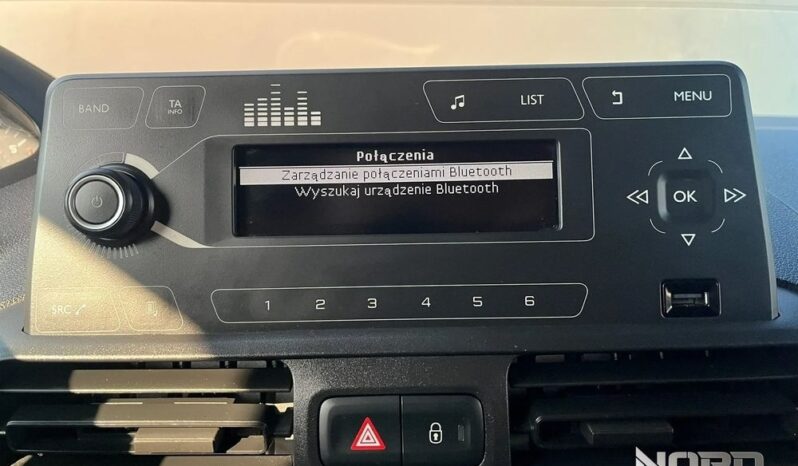 BAND
TA
INFO
LIST
MENU
Połączenia
Zarządzanie połączeniami Bluetooth
Wyszukaj urządzenie Bluetooth
OK
SRC
1 2 3 4 5 6
NORD